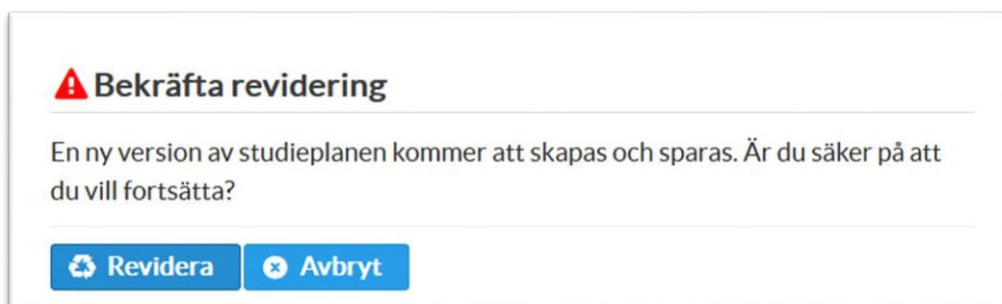 Bekräfta revidering
En ny version av studieplanen kommer att skapas och sparas. Är du säker på att
du vill fortsätta?
Revidera Avbryt